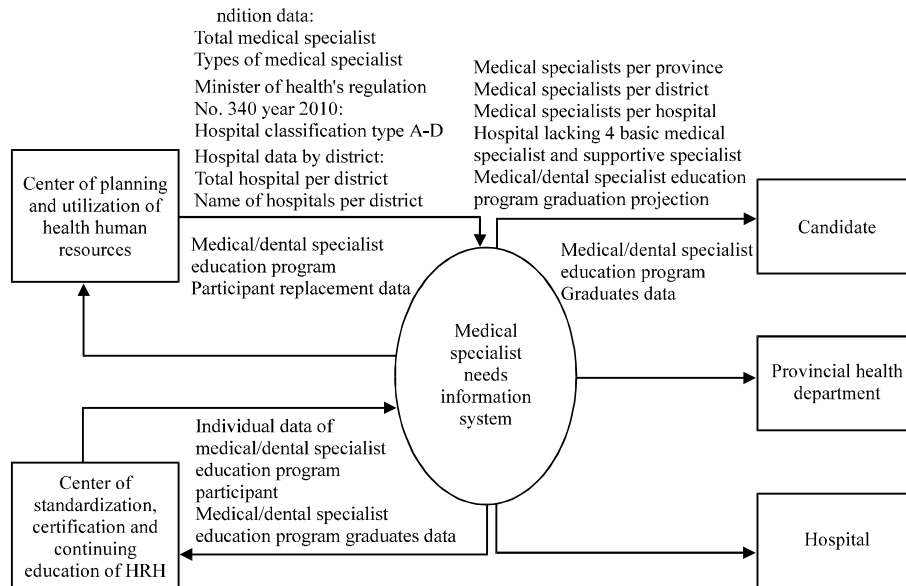 ndition data:
Total medical specialist
Types of medical specialist
Minister of health's regulation
No. 340 year 2010:
Hospital classification type A-D
Hospital data by district:
Total hospital per district
Name of hospitals per district
Medical specialists per province
Medical specialists per district
Medical specialists per hospital
Hospital lacking 4 basic medical
specialist and supportive specialist
Medical/dental specialist education
program graduation projection
Center of planning
and utilization of
health human
resources
Candidate
Medical/dental specialist
education program
Participant replacement data
Medical/dental specialist
education program
Graduates data
Medical
specialist
needs
information
system
Provincial health
department
Individual data of
medical/dental specialist
education program
participant
Medical/dental specialist
education program graduates data
Center of
standardization,
certification and
continuing
education of HRH
Hospital